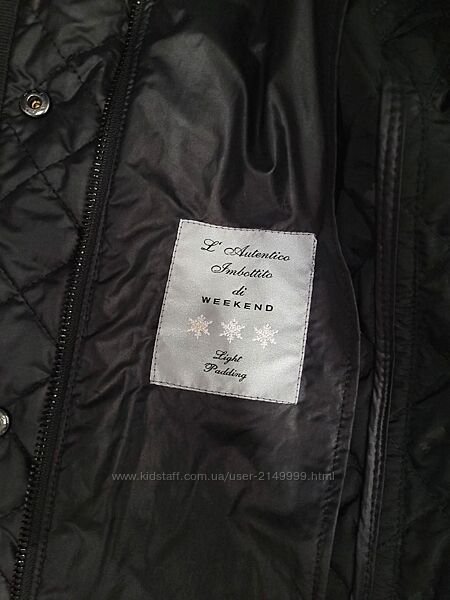 L' Autentico
Imbottito
di
WEEKEND
Light
Padding
www.kidstaff.com.ua/user-2149999.html